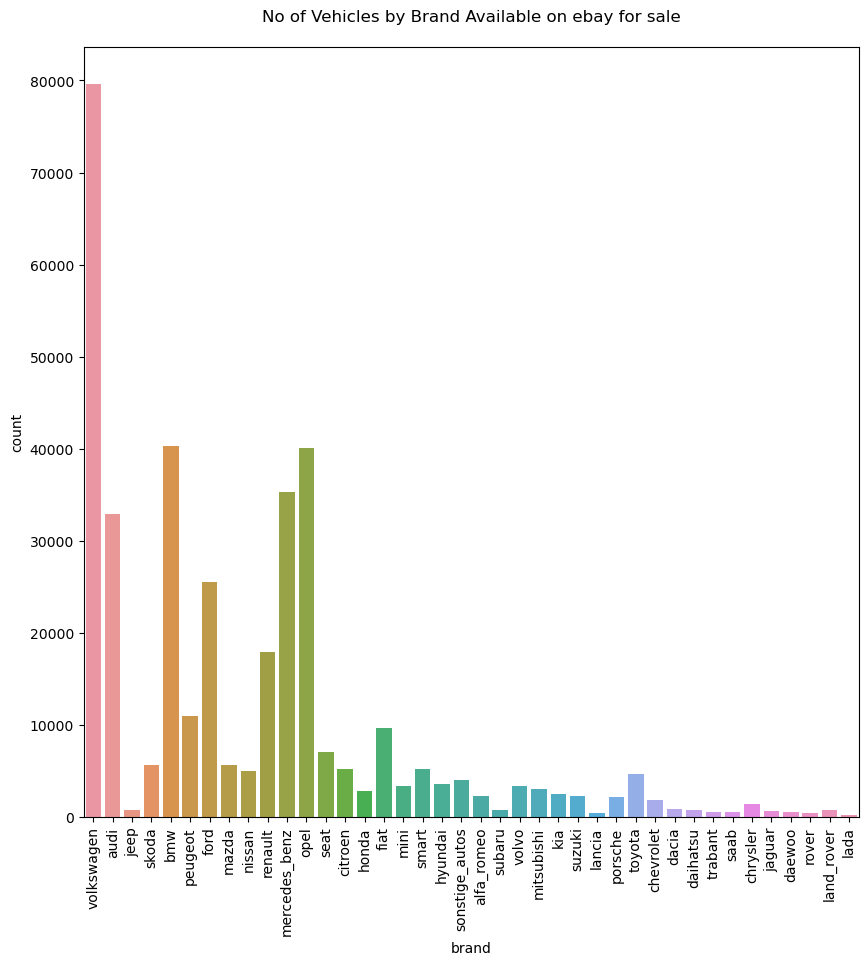 No of Vehicles by Brand Available on ebay for sale
80000
70000
60000
50000
40000
30000
20000
10000
0
count
volkswagen
audi
jeep
skoda
bmw
peugeot
ford
mazda
nissan
renault
mercedes_benz
opel
seat
citroen
honda
fiat
mini
smart
hyundai
sonstige_autos
alfa_romeo
subaru
volvo
mitsubishi
kia
suzuki
lancia
porsche
toyota
chevrolet
dacia
daihatsu
trabant
saab
chrysler
jaguar
daewoo
rover
land_rover
lada
brand